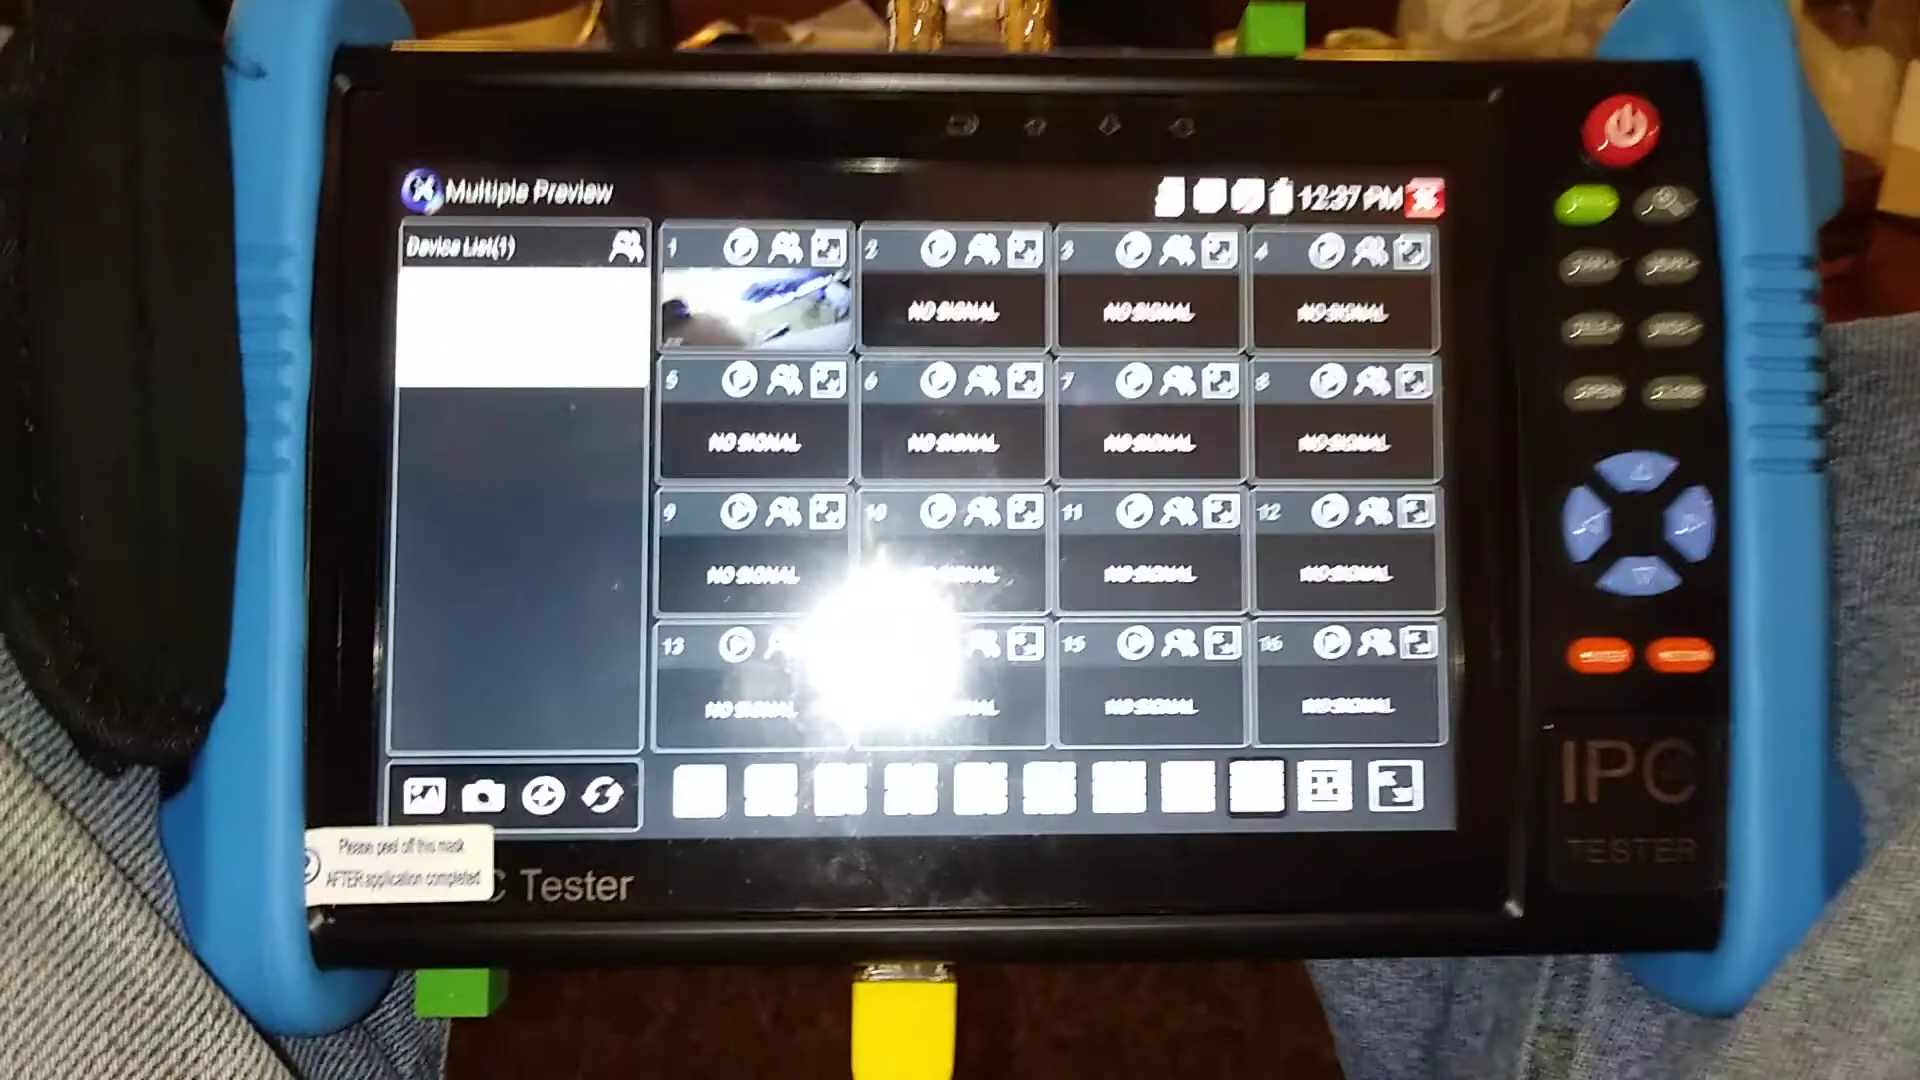 Multiple Preview
12:37 PM
Device List(1)
1
2
3
4
NO SIGNAL
NO SIGNAL
NO SIGNAL
5
6
7
8
NO SIGNAL
NO SIGNAL
NO SIGNAL
NO SIGNAL
9
10
11
12
NO SIGNAL
SIGNAL
NO SIGNAL
NO SIGNAL
13
15
16
NO SIGNAL
SIGNAL
NO SIGNAL
NO SIGNAL
IPC
TESTER
Please peel off this mask
AFTER application completed
C Tester